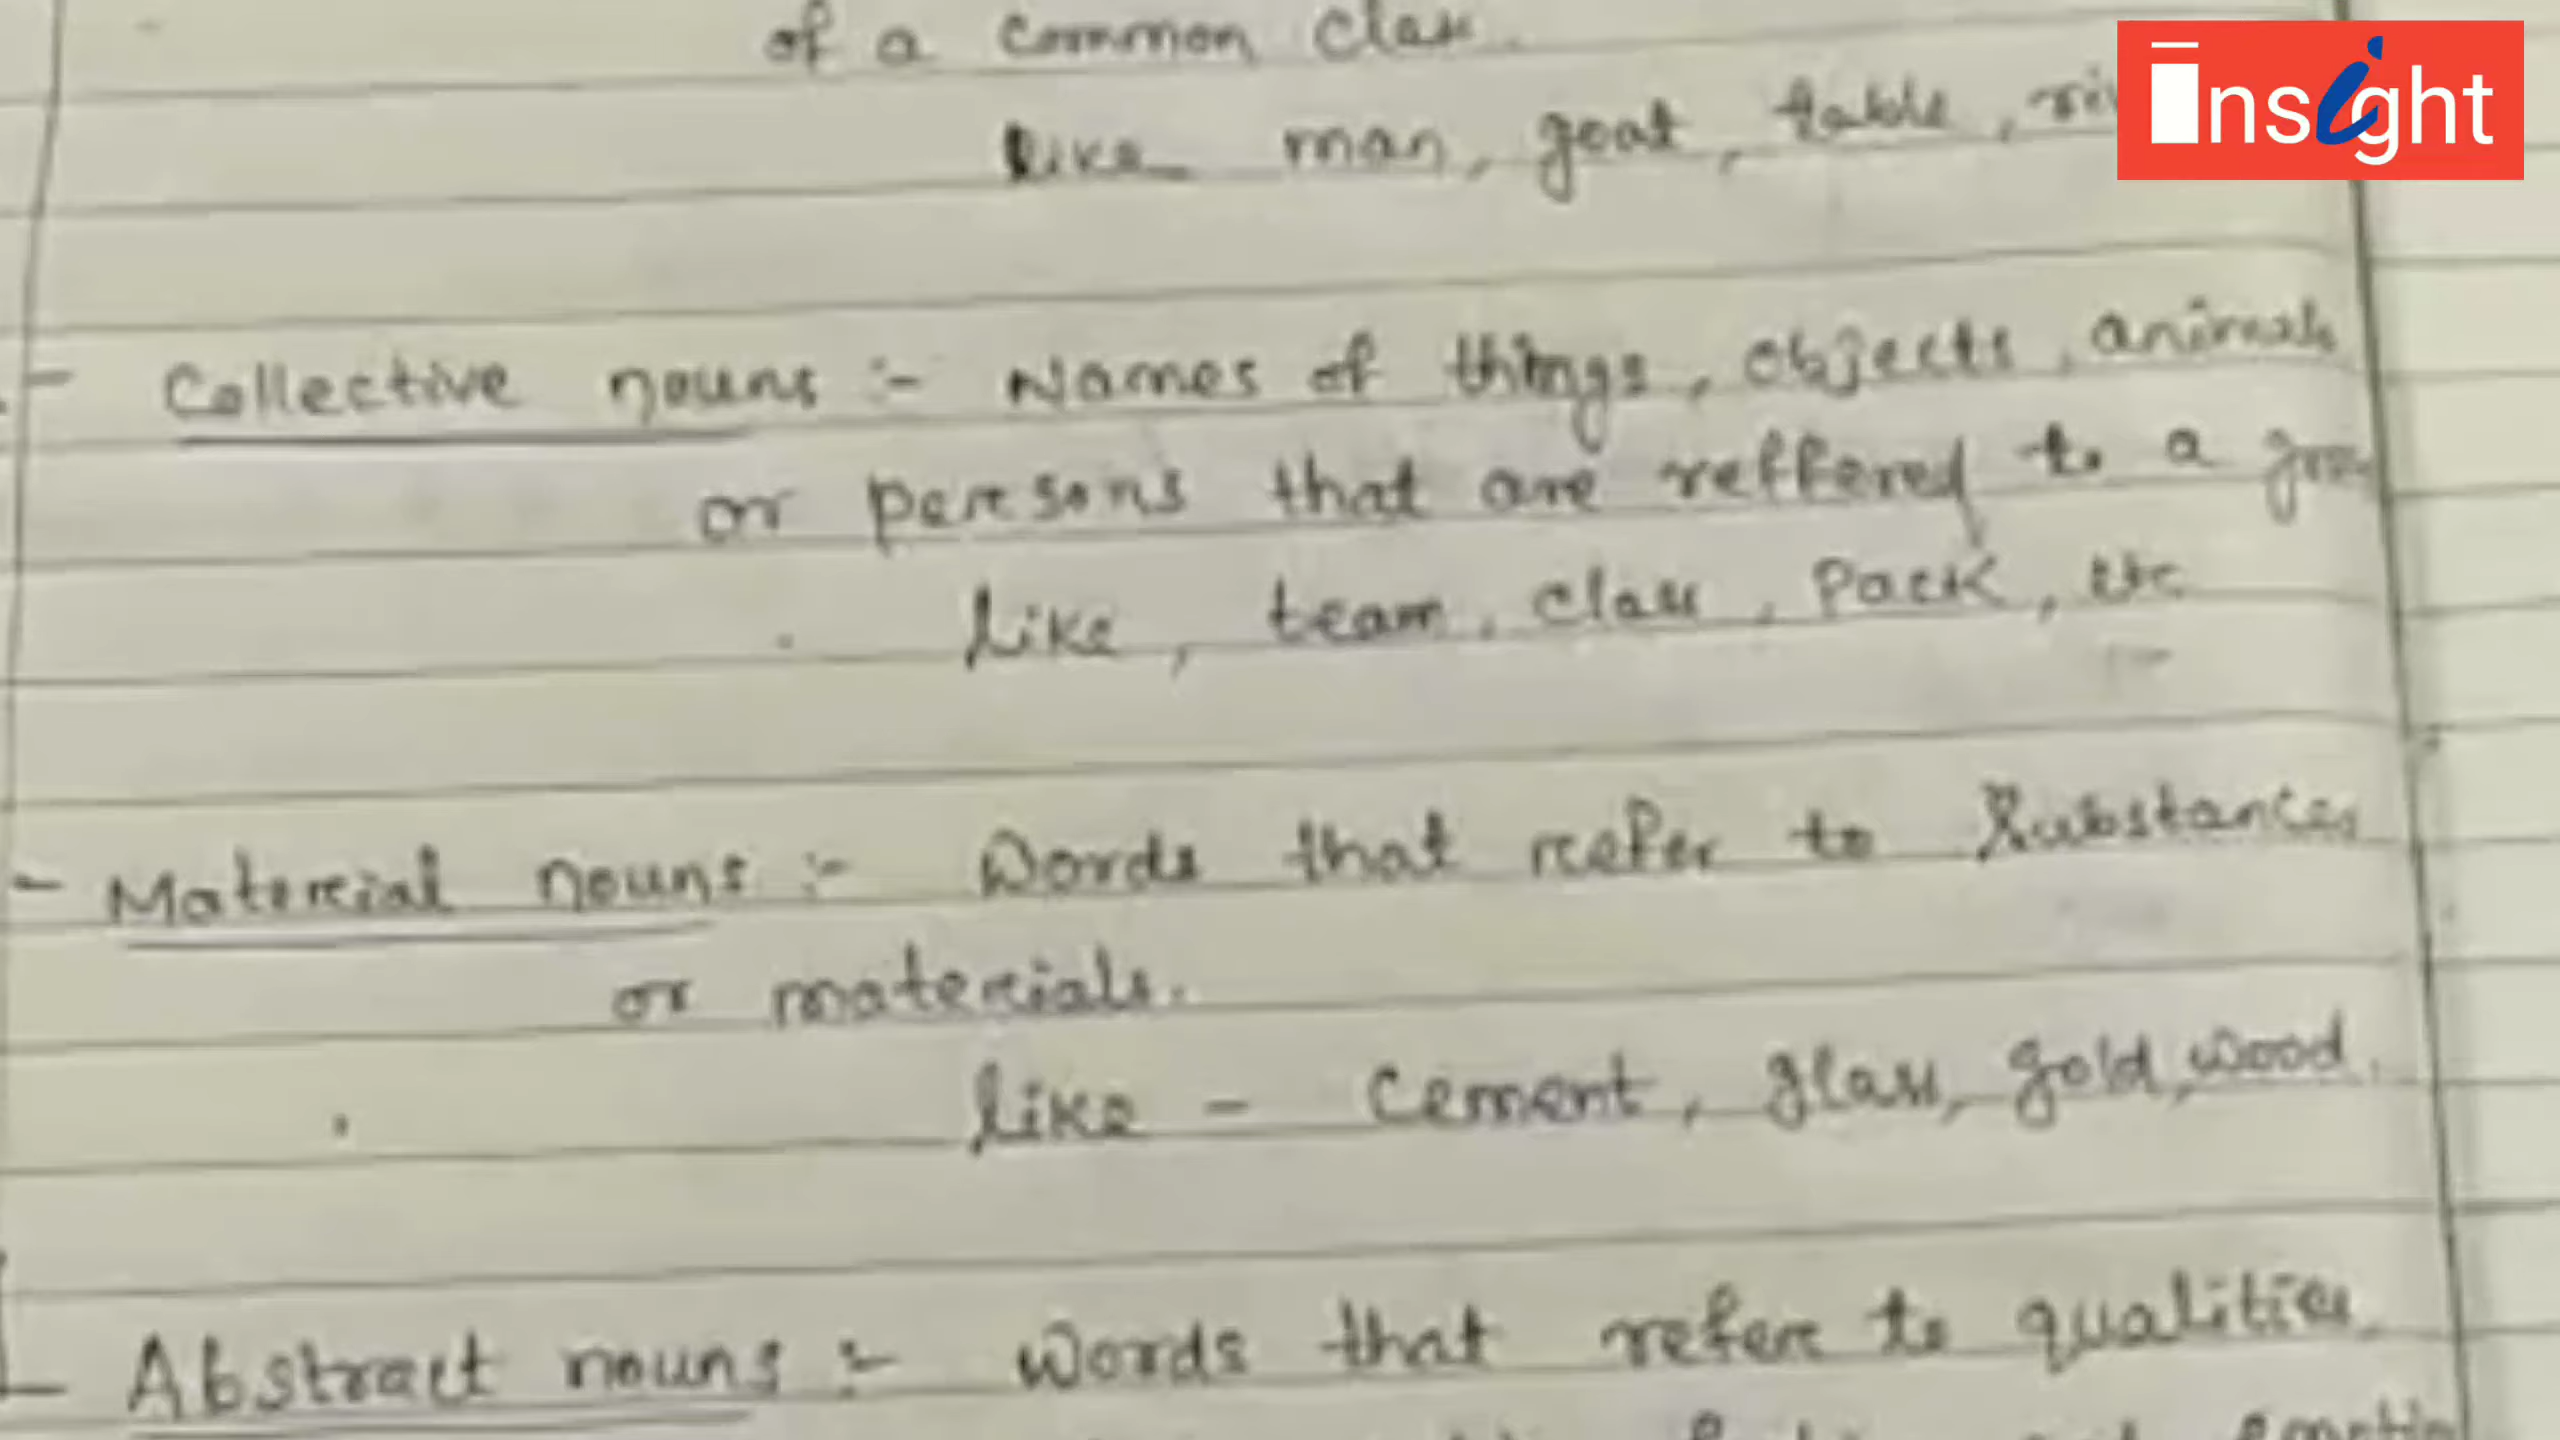 of a common class.
like man, goat, table,
Insight
- Collective nouns :- Names of things, objects, animals
or persons that are reffered to a
like, team, class, Pack, etc
- Material nouns :- Words that refer to Substances
or materials.
like - Cement, glass, gold, wood.
- Abstract nouns :- Words that refer to qualities